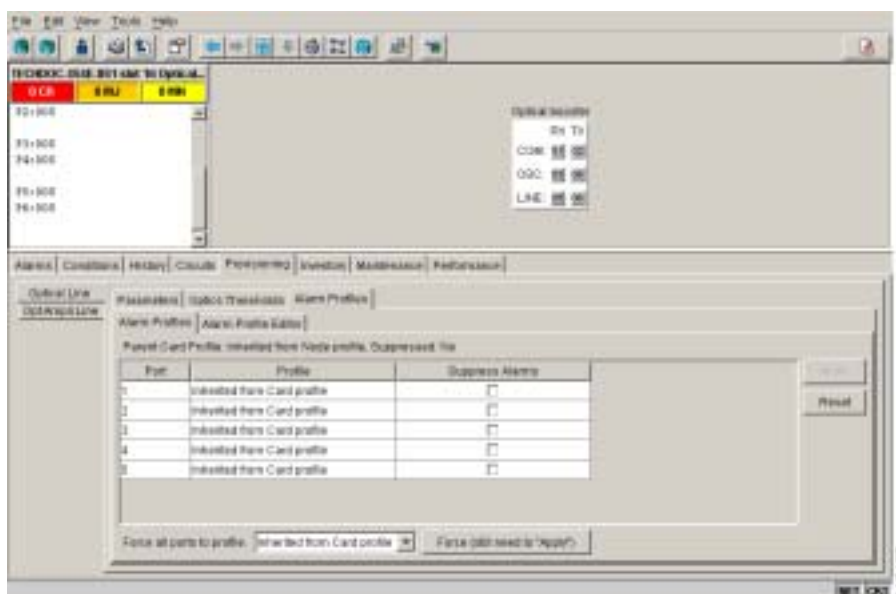 File Edit View Tools Help
0 CR 0 MJ 0 MN
Optical Booster
Rx Tx
COM
OSC
LINE
Alarms Conditions History Circuits Provisioning Inventory Maintenance Performance
Optical Line
Opt Ampli Line
Parameters Optics Thresholds Alarm Profiles
Alarm Profiles Alarm Profile Editor
Parent Card Profile: Inherited from Node profile, Suppressed: No
Port Profile Suppress Alarms
1 Inherited from Card profile
2 Inherited from Card profile
3 Inherited from Card profile
4 Inherited from Card profile
5 Inherited from Card profile
Reset
Force all ports to profile: Inherited from Card profile Force (still need to "Apply")
NET CKT